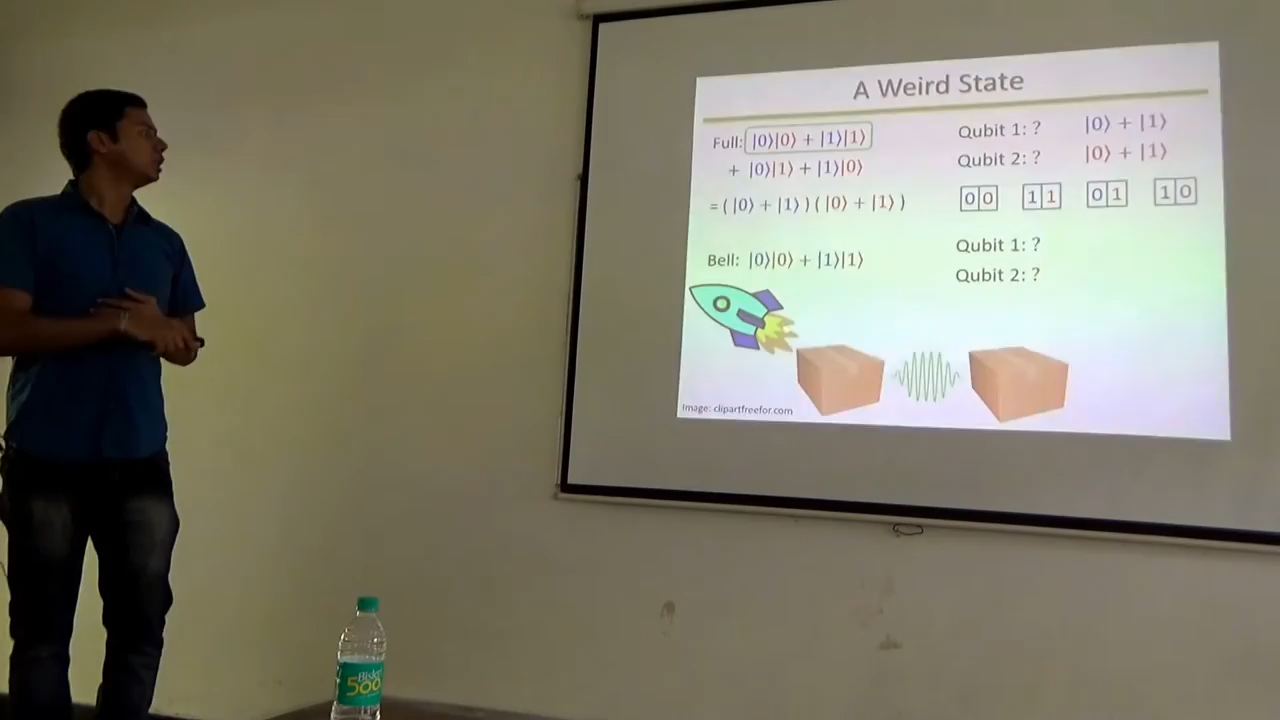 A Weird State
Full: |0⟩|0⟩ + |1⟩|1⟩
+ |0⟩|1⟩ + |1⟩|0⟩
= ( |0⟩ + |1⟩ ) ( |0⟩ + |1⟩ )
Qubit 1: ? |0⟩ + |1⟩
Qubit 2: ? |0⟩ + |1⟩
0 0 1 1 0 1 1 0
Bell: |0⟩|0⟩ + |1⟩|1⟩
Qubit 1: ?
Qubit 2: ?
Image: clipartfreefor.com
Bisleri
500